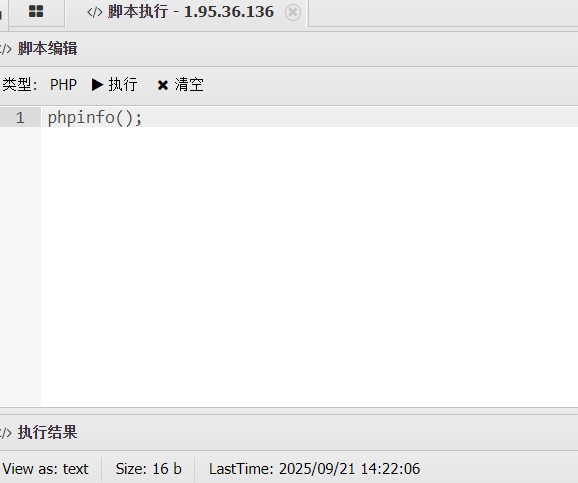 </> 脚本执行 - 1.95.36.136
/> 脚本编辑
类型: PHP 执行 清空
1 phpinfo();
/> 执行结果
View as: text Size: 16 b LastTime: 2025/09/21 14:22:06